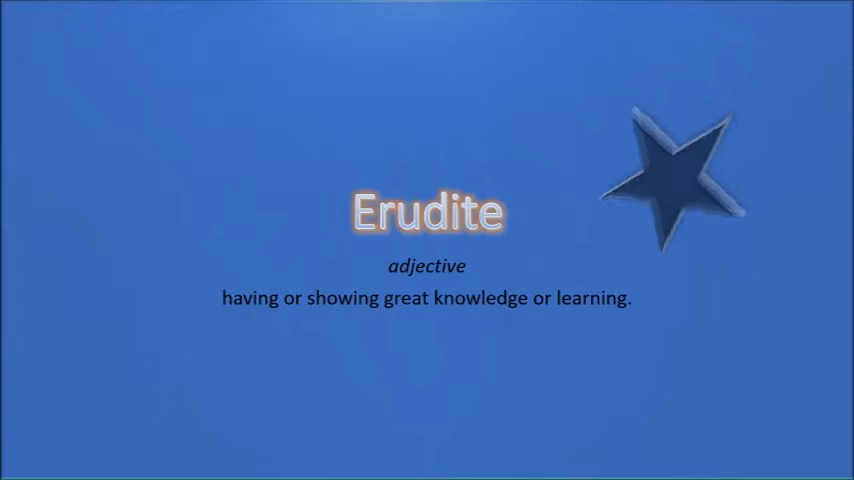 Erudite
adjective
having or showing great knowledge or learning.